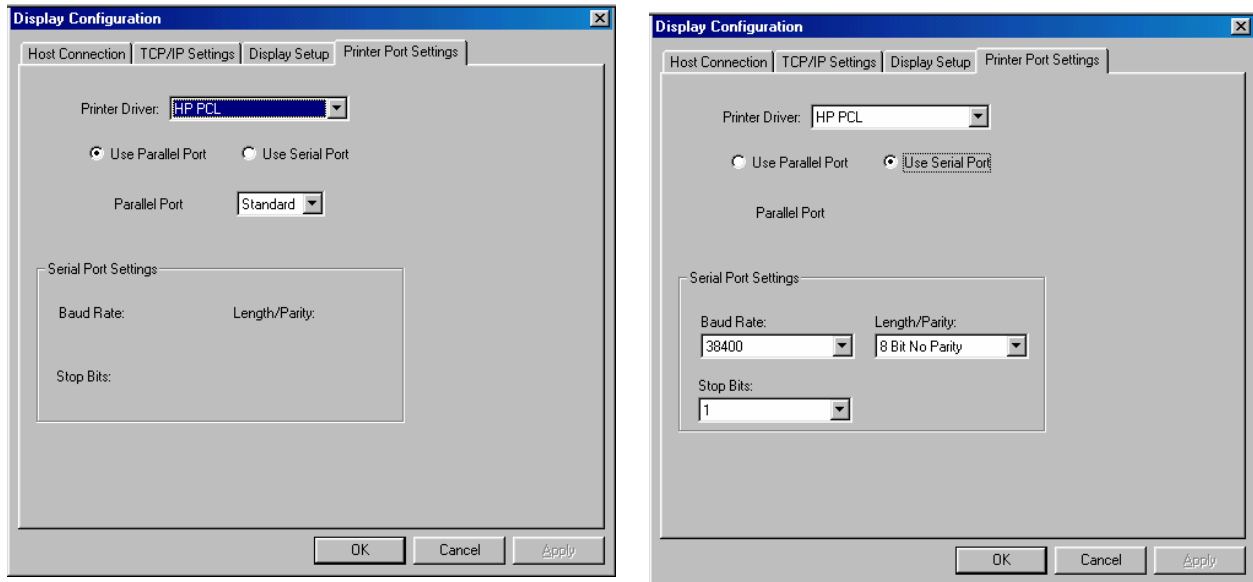 Display Configuration
Host Connection TCP/IP Settings Display Setup Printer Port Settings
Printer Driver: HP PCL
Use Parallel Port Use Serial Port
Parallel Port Standard
Serial Port Settings
Baud Rate: Length/Parity:
Stop Bits:
OK Cancel Apply
Display Configuration
Host Connection TCP/IP Settings Display Setup Printer Port Settings
Printer Driver: HP PCL
Use Parallel Port Use Serial Port
Parallel Port
Serial Port Settings
Baud Rate: Length/Parity:
38400 8 Bit No Parity
Stop Bits:
1
OK Cancel Apply